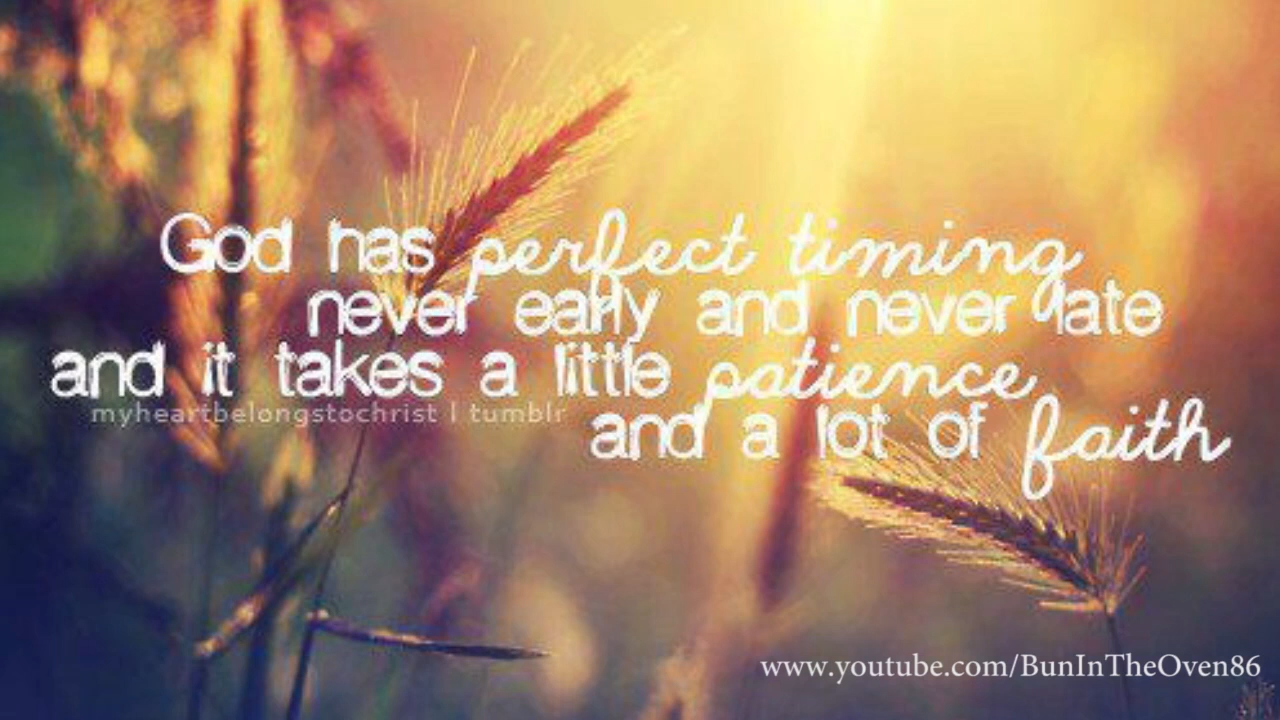 God has perfect timing
never early and never late
and it takes a little patience
myheartbelongstochrist | tumblr
and a lot of faith
www.youtube.com/BunInTheOven86